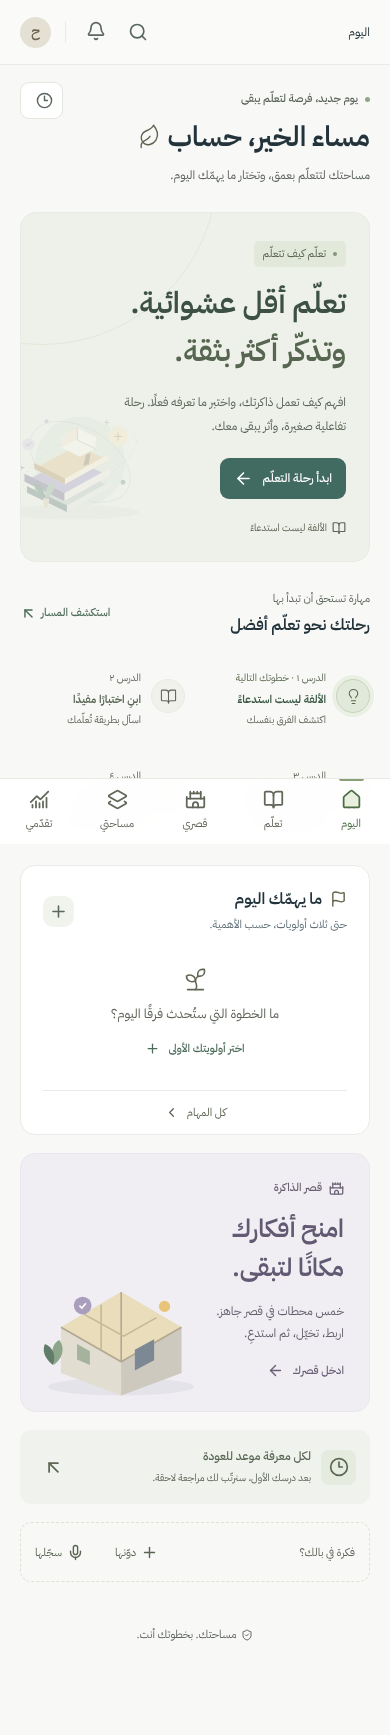 اليوم
ح
يوم جديد، فرصة لتعلّم يبقى
مساء الخير، حساب
مساحتك لتتعلّم بعمق، وتختار ما يهمّك اليوم.
تعلّم كيف تتعلّم
تعلّم أقل عشوائية.
وتذكّر أكثر بثقة.
افهم كيف تعمل ذاكرتك، واختبر ما تعرفه فعلًا. رحلة
تفاعلية صغيرة، وأثر يبقى معك.
ابدأ رحلة التعلّم
الألفة ليست استدعاءً
مهارة تستحق أن تبدأ بها
رحلتك نحو تعلّم أفضل
استكشف المسار
الدرس ١ · خطوتك التالية
الألفة ليست استدعاءً
اكتشف الفرق بنفسك
الدرس ٢
ابنِ اختبارًا مفيدًا
اسأل بطريقة تُعلّمك
الدرس ٣
الدرس ٤
اليوم
تعلّم
قصري
مساحتي
تقدّمي
ما يهمّك اليوم
حتى ثلاث أولويات، حسب الأهمية.
ما الخطوة التي ستُحدث فرقًا اليوم؟
اختر أولويتك الأولى
كل المهام
قصر الذاكرة
امنح أفكارك
مكانًا لتبقى.
خمس محطات في قصر جاهز.
اربط، تخيّل، ثم استدعِ.
ادخل قصرك
لكل معرفة موعد للعودة
بعد درسك الأول، سنرتّب لك مراجعة لاحقة.
فكرة في بالك؟
دوّنها
سجّلها
مساحتك. بخطوتك أنت.